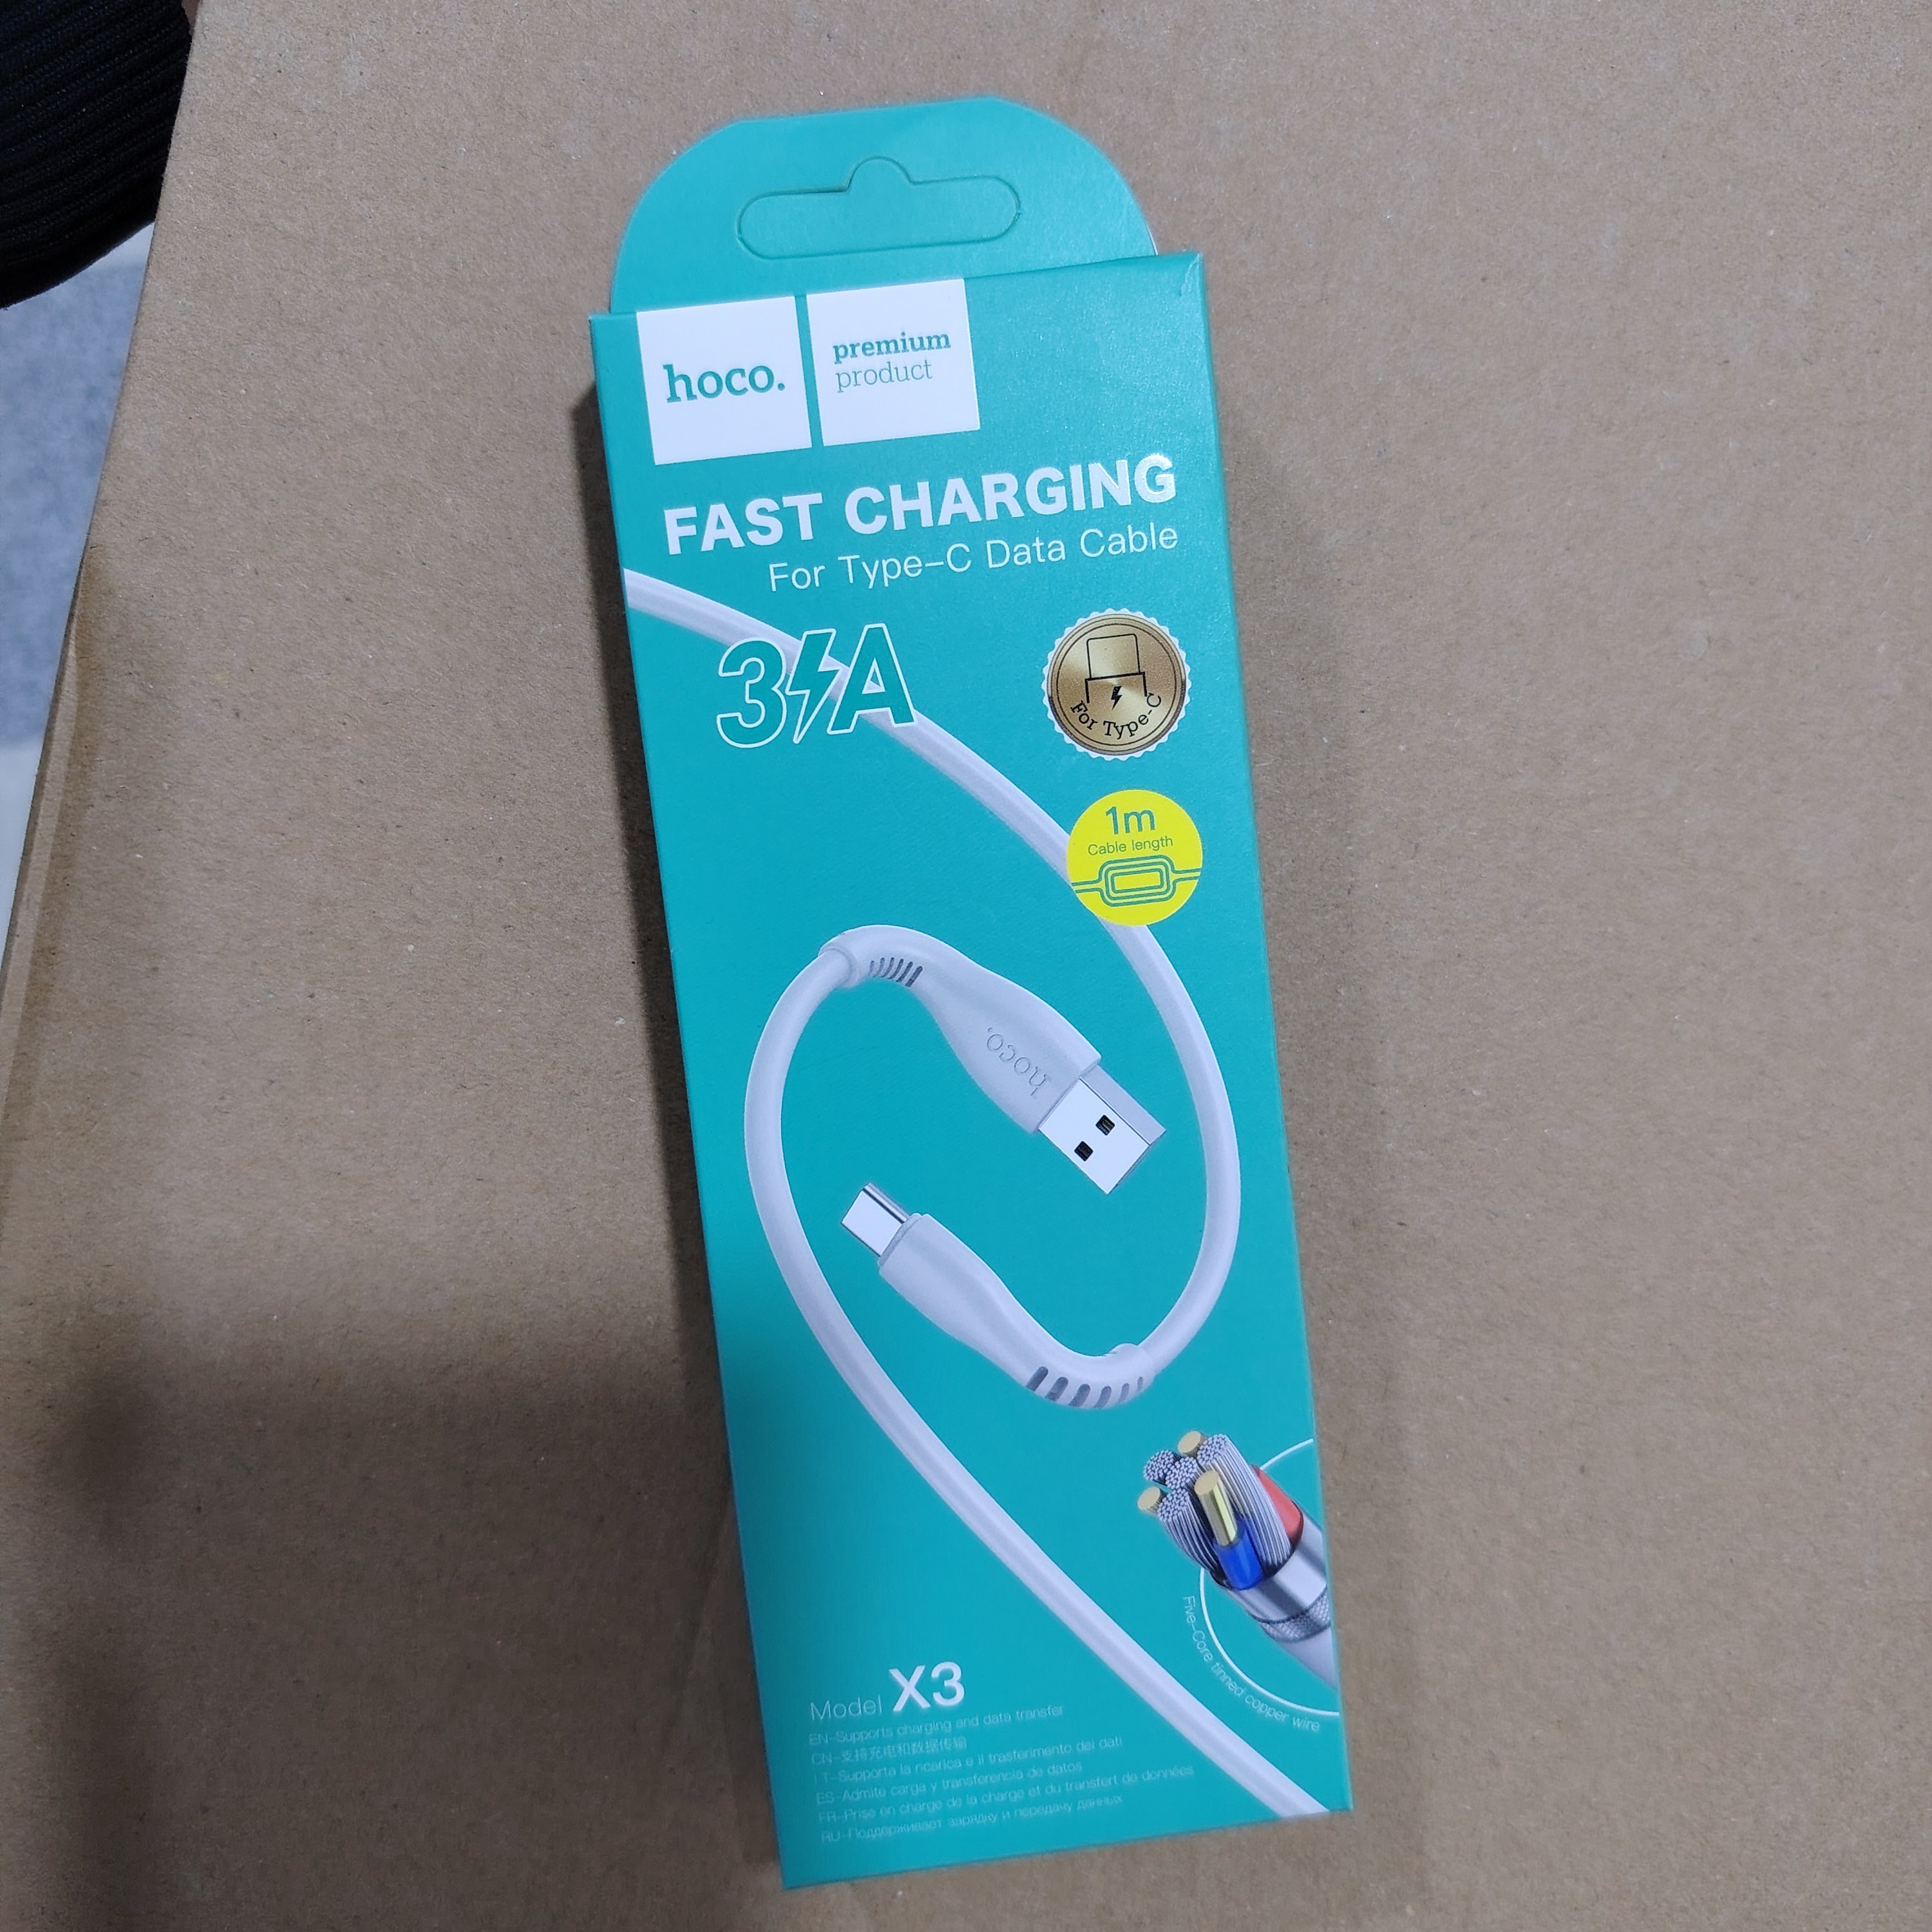 hoco.
premium
product
FAST CHARGING
For Type-C Data Cable
3A
For Type-C
1m
Cable length
hoco.
Five-Core tinned copper wire
Model X3
EN-Supports charging and data transfer
CN-支持充电和数据传输
IT-Supporta la ricarica e il trasferimento dei dati
ES-Admite carga y transferencia de datos
FR-Prise en charge de la charge et du transfert de données
RU-Поддерживает зарядку и передачу данных